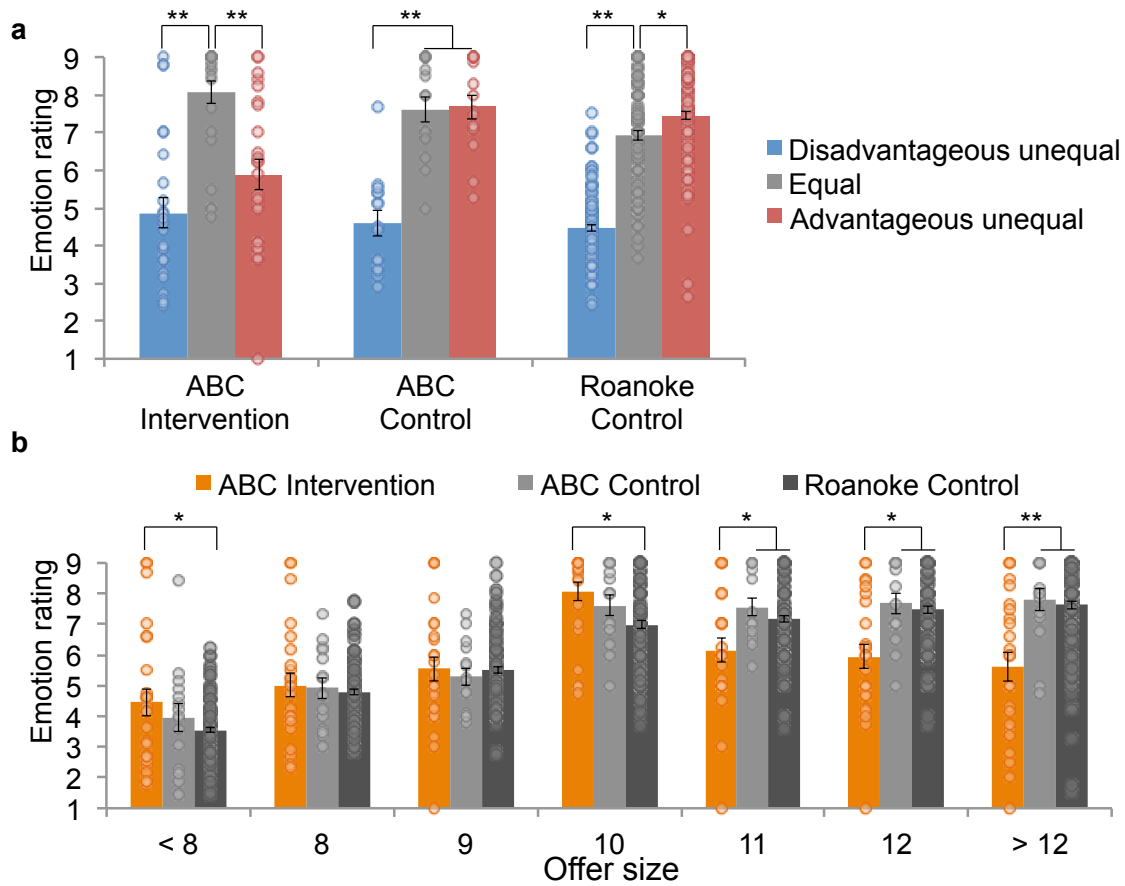 a
** ** ** ** *
Emotion rating
9
8
7
6
5
4
3
2
1
ABC
Intervention
ABC
Control
Roanoke
Control
Disadvantageous unequal
Equal
Advantageous unequal
b
ABC Intervention ABC Control Roanoke Control
* * * * **
Emotion rating
9
8
7
6
5
4
3
2
1
< 8 8 9 10 11 12 > 12
Offer size